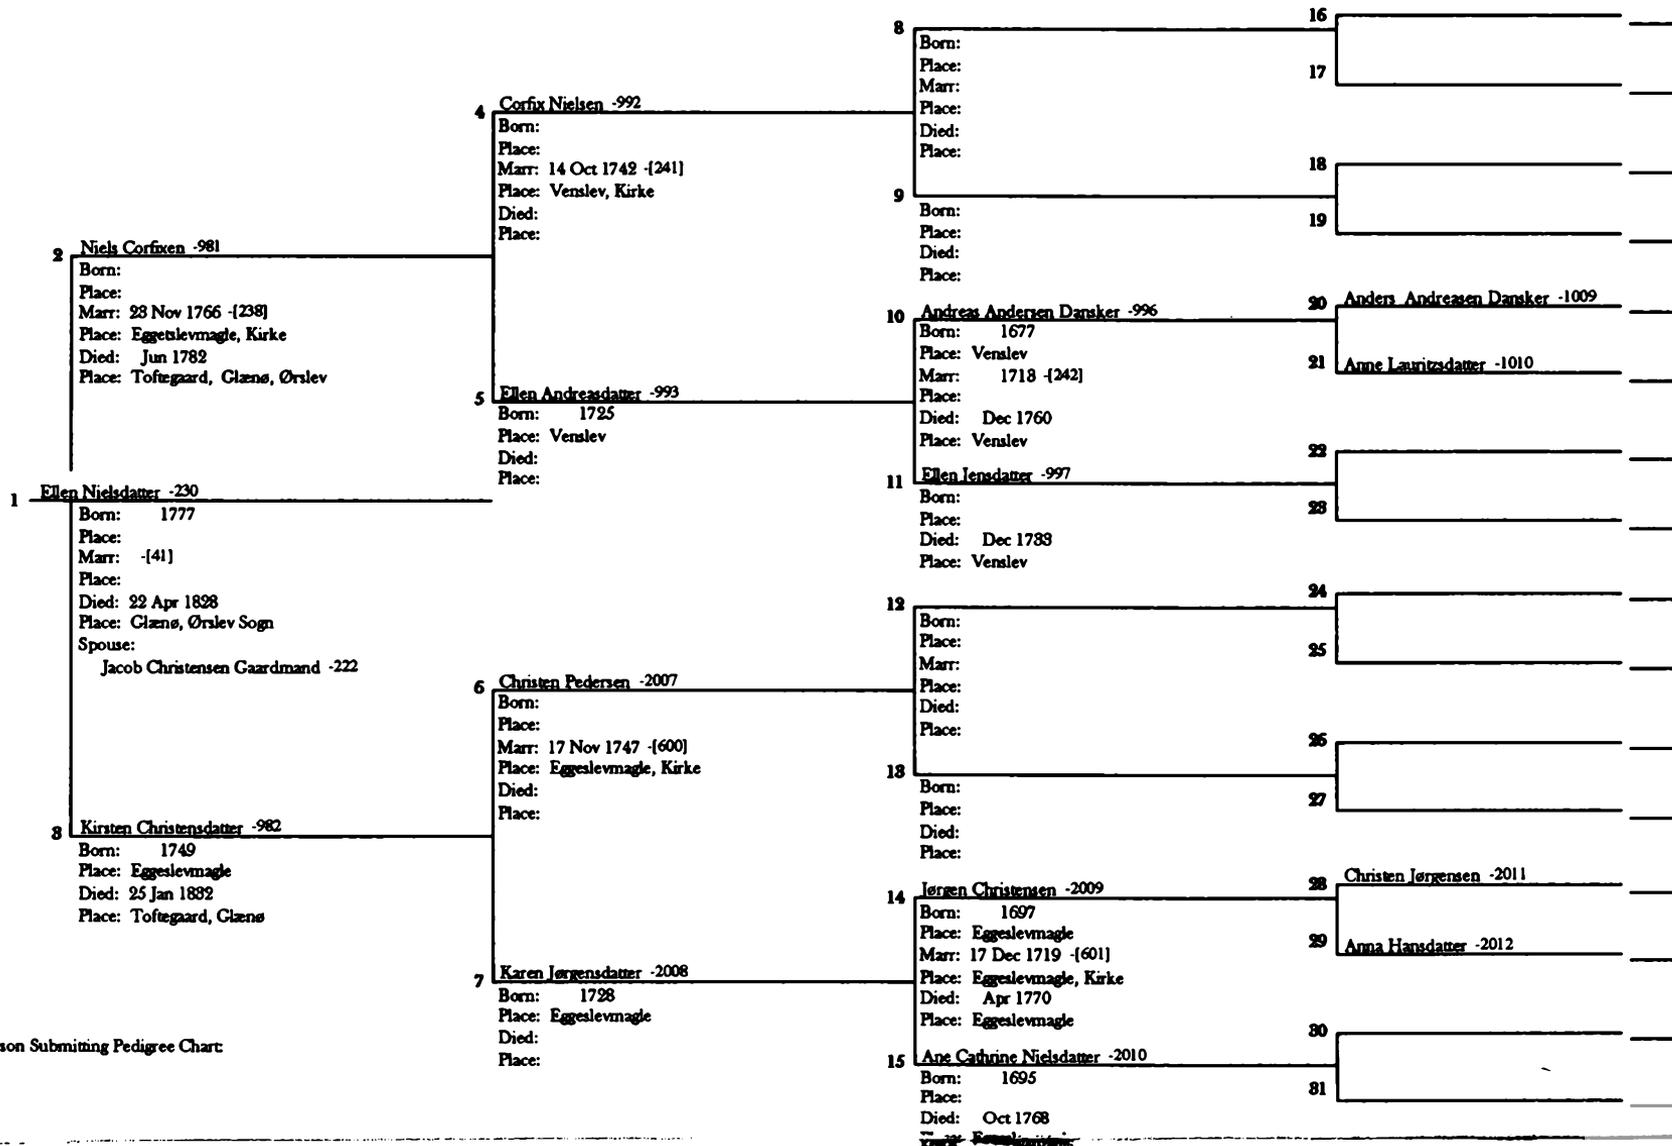 1 Ellen Nielsdatter -230
Born: 1777
Place:
Marr: -[41]
Place:
Died: 22 Apr 1828
Place: Glænø, Ørslev Sogn
Spouse:
Jacob Christensen Gaardmand -222
2 Niels Corfixen -981
Born:
Place:
Marr: 23 Nov 1766 -[238]
Place: Eggetslevmagle, Kirke
Died: Jun 1782
Place: Toftegaard, Glænø, Ørslev
3 Kirsten Christensdatter -982
Born: 1749
Place: Eggeslevmagle
Died: 25 Jan 1832
Place: Toftegaard, Glænø
son Submitting Pedigree Chart:
4 Corfix Nielsen -992
Born:
Place:
Marr: 14 Oct 1742 -[241]
Place: Venslev, Kirke
Died:
Place:
5 Ellen Andreasdatter -993
Born: 1725
Place: Venslev
Died:
Place:
6 Christen Pedersen -2007
Born:
Place:
Marr: 17 Nov 1747 -[600]
Place: Eggeslevmagle, Kirke
Died:
Place:
7 Karen Jørgensdatter -2008
Born: 1728
Place: Eggeslevmagle
Died:
Place:
8
Born:
Place:
Marr:
Place:
Died:
Place:
9
Born:
Place:
Died:
Place:
10 Andreas Andersen Dansker -996
Born: 1677
Place: Venslev
Marr: 1718 -[242]
Place:
Died: Dec 1760
Place: Venslev
11 Ellen Jensdatter -997
Born:
Place:
Died: Dec 1733
Place: Venslev
12
Born:
Place:
Marr:
Place:
Died:
Place:
13
Born:
Place:
Died:
Place:
14 Jørgen Christensen -2009
Born: 1697
Place: Eggeslevmagle
Marr: 17 Dec 1719 -[601]
Place: Eggeslevmagle, Kirke
Died: Apr 1770
Place: Eggeslevmagle
15 Ane Cathrine Nielsdatter -2010
Born: 1695
Place:
Died: Oct 1768
16
17
18
19
20 Anders Andreasen Dansker -1009
21 Anne Lauritzsdatter -1010
22
23
24
25
26
27
28 Christen Jørgensen -2011
29 Anna Hansdatter -2012
30
31